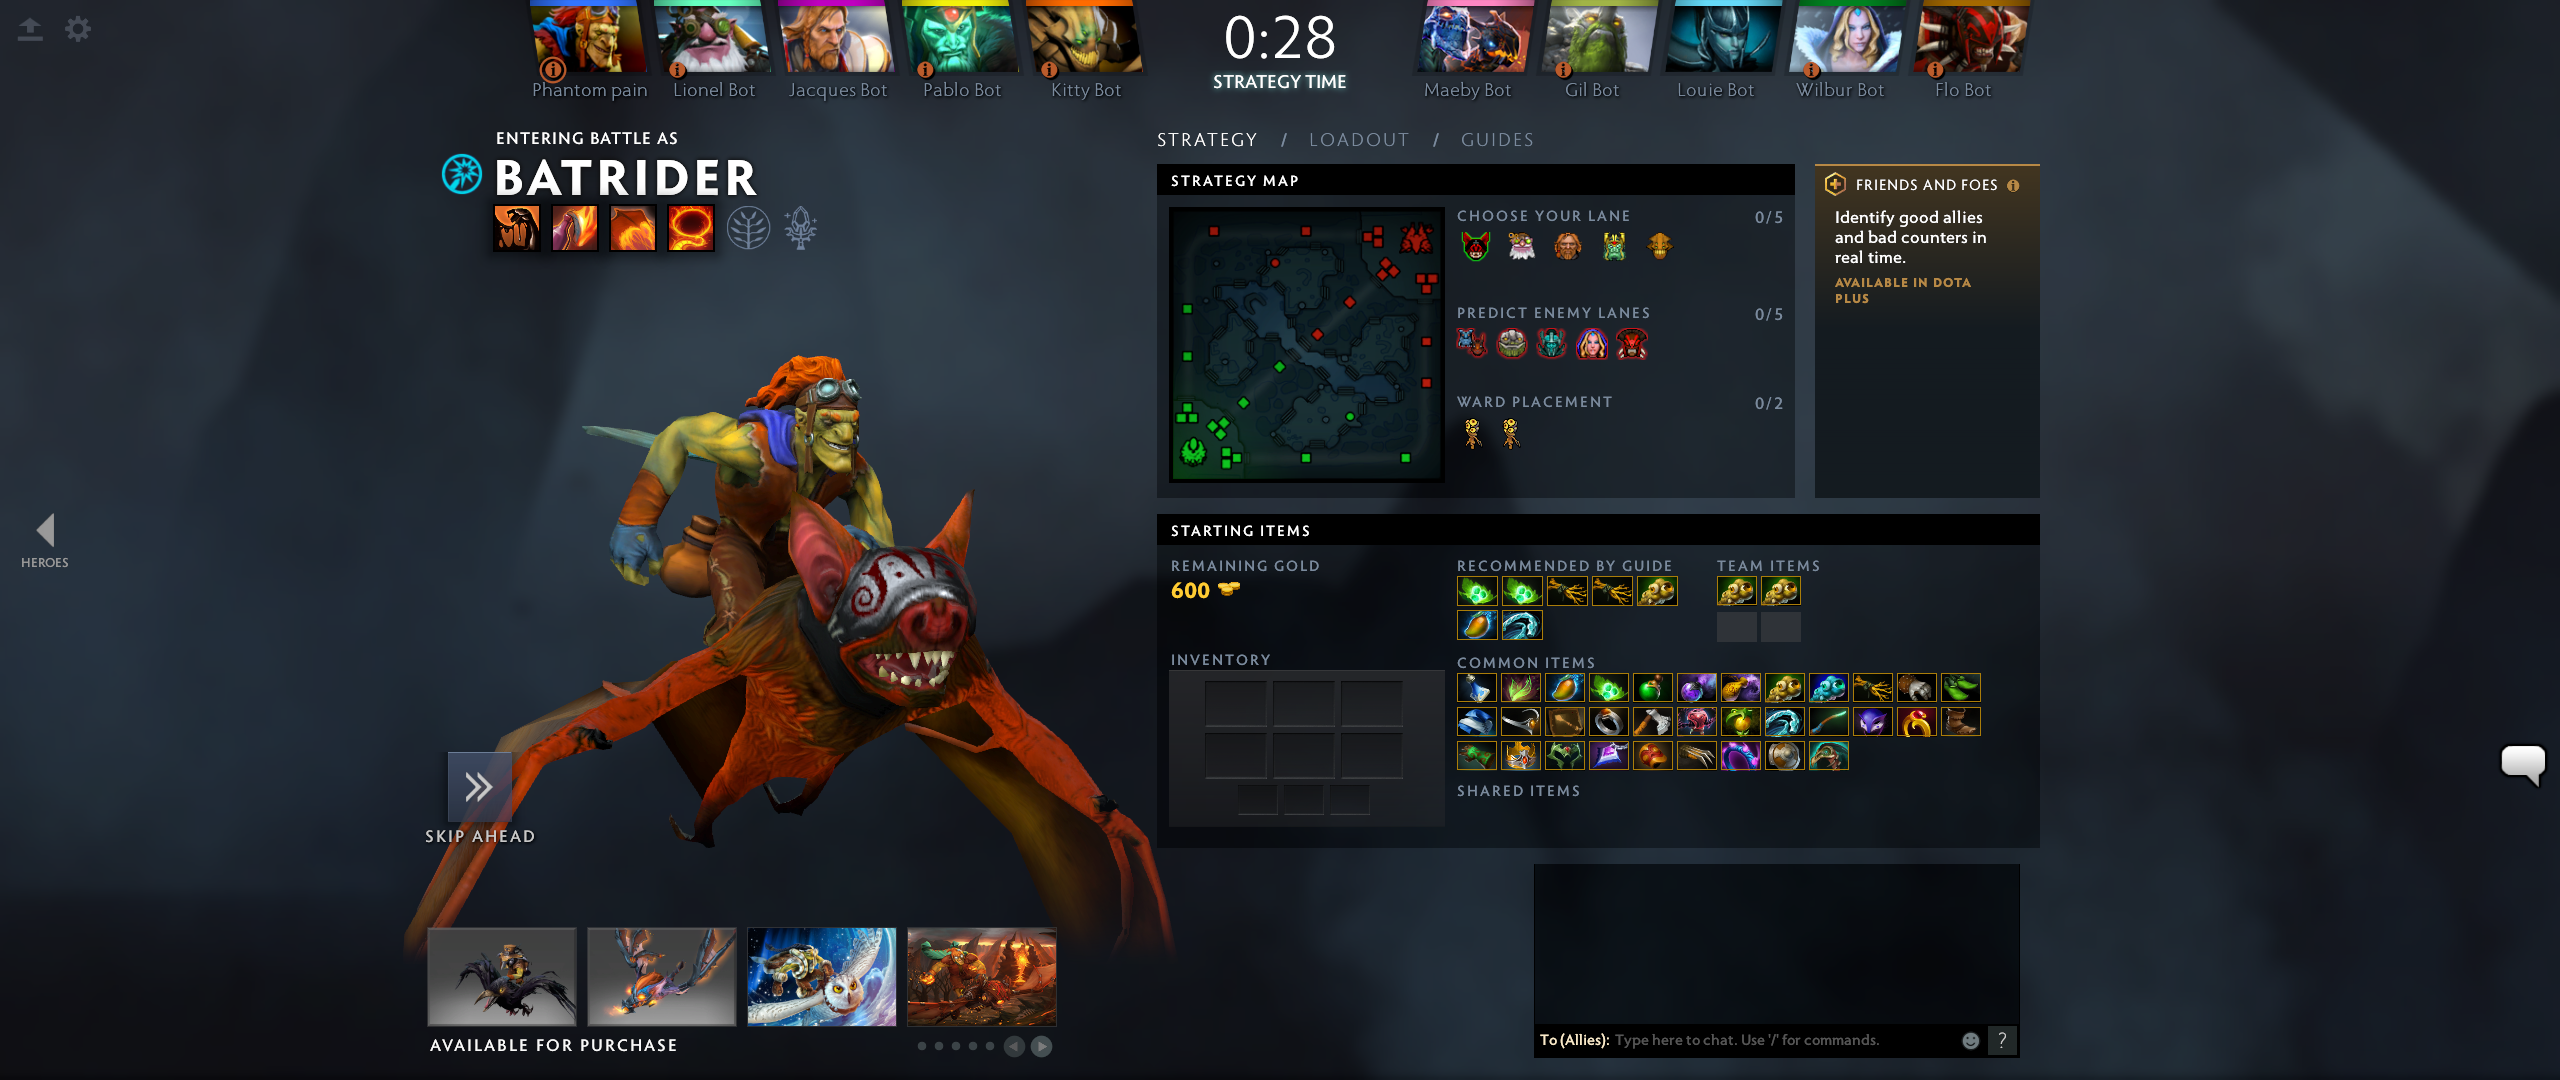 0:28
STRATEGY TIME
Phantom pain
Lionel Bot
Jacques Bot
Pablo Bot
Kitty Bot
Maeby Bot
Gil Bot
Louie Bot
Wilbur Bot
Flo Bot
ENTERING BATTLE AS
BATRIDER
HEROES
SKIP AHEAD
AVAILABLE FOR PURCHASE
STRATEGY / LOADOUT / GUIDES
STRATEGY MAP
CHOOSE YOUR LANE 0/5
PREDICT ENEMY LANES 0/5
WARD PLACEMENT 0/2
FRIENDS AND FOES
Identify good allies
and bad counters in
real time.
AVAILABLE IN DOTA
PLUS
STARTING ITEMS
REMAINING GOLD
600
INVENTORY
RECOMMENDED BY GUIDE
TEAM ITEMS
COMMON ITEMS
SHARED ITEMS
To (Allies): Type here to chat. Use '/' for commands.
?